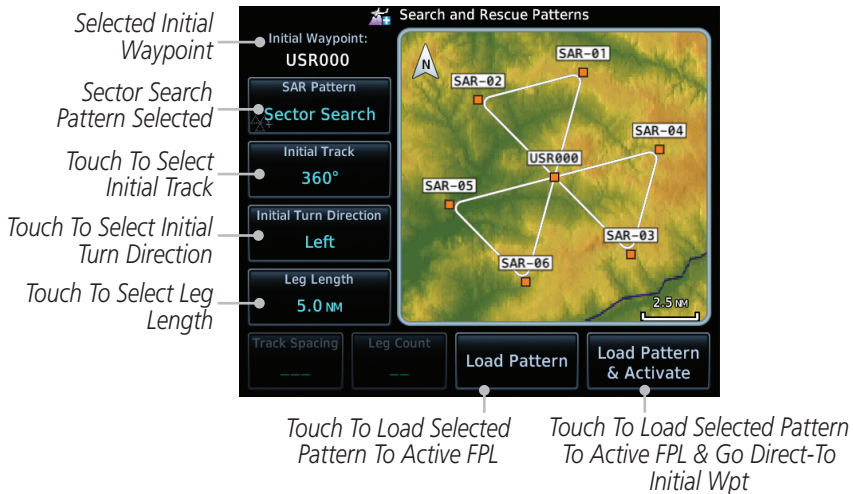 Search and Rescue Patterns
Selected Initial
Waypoint
Initial Waypoint:
USR000
Sector Search
Pattern Selected
SAR Pattern
Sector Search
Touch To Select
Initial Track
Initial Track
360°
Touch To Select Initial
Turn Direction
Initial Turn Direction
Left
Touch To Select Leg
Length
Leg Length
5.0 NM
N
SAR-01
SAR-02
SAR-04
USR000
SAR-05
SAR-03
SAR-06
2.5 NM
Track Spacing
___
Leg Count
__
Load Pattern
Load Pattern
& Activate
Touch To Load Selected
Pattern To Active FPL
Touch To Load Selected Pattern
To Active FPL & Go Direct-To
Initial Wpt